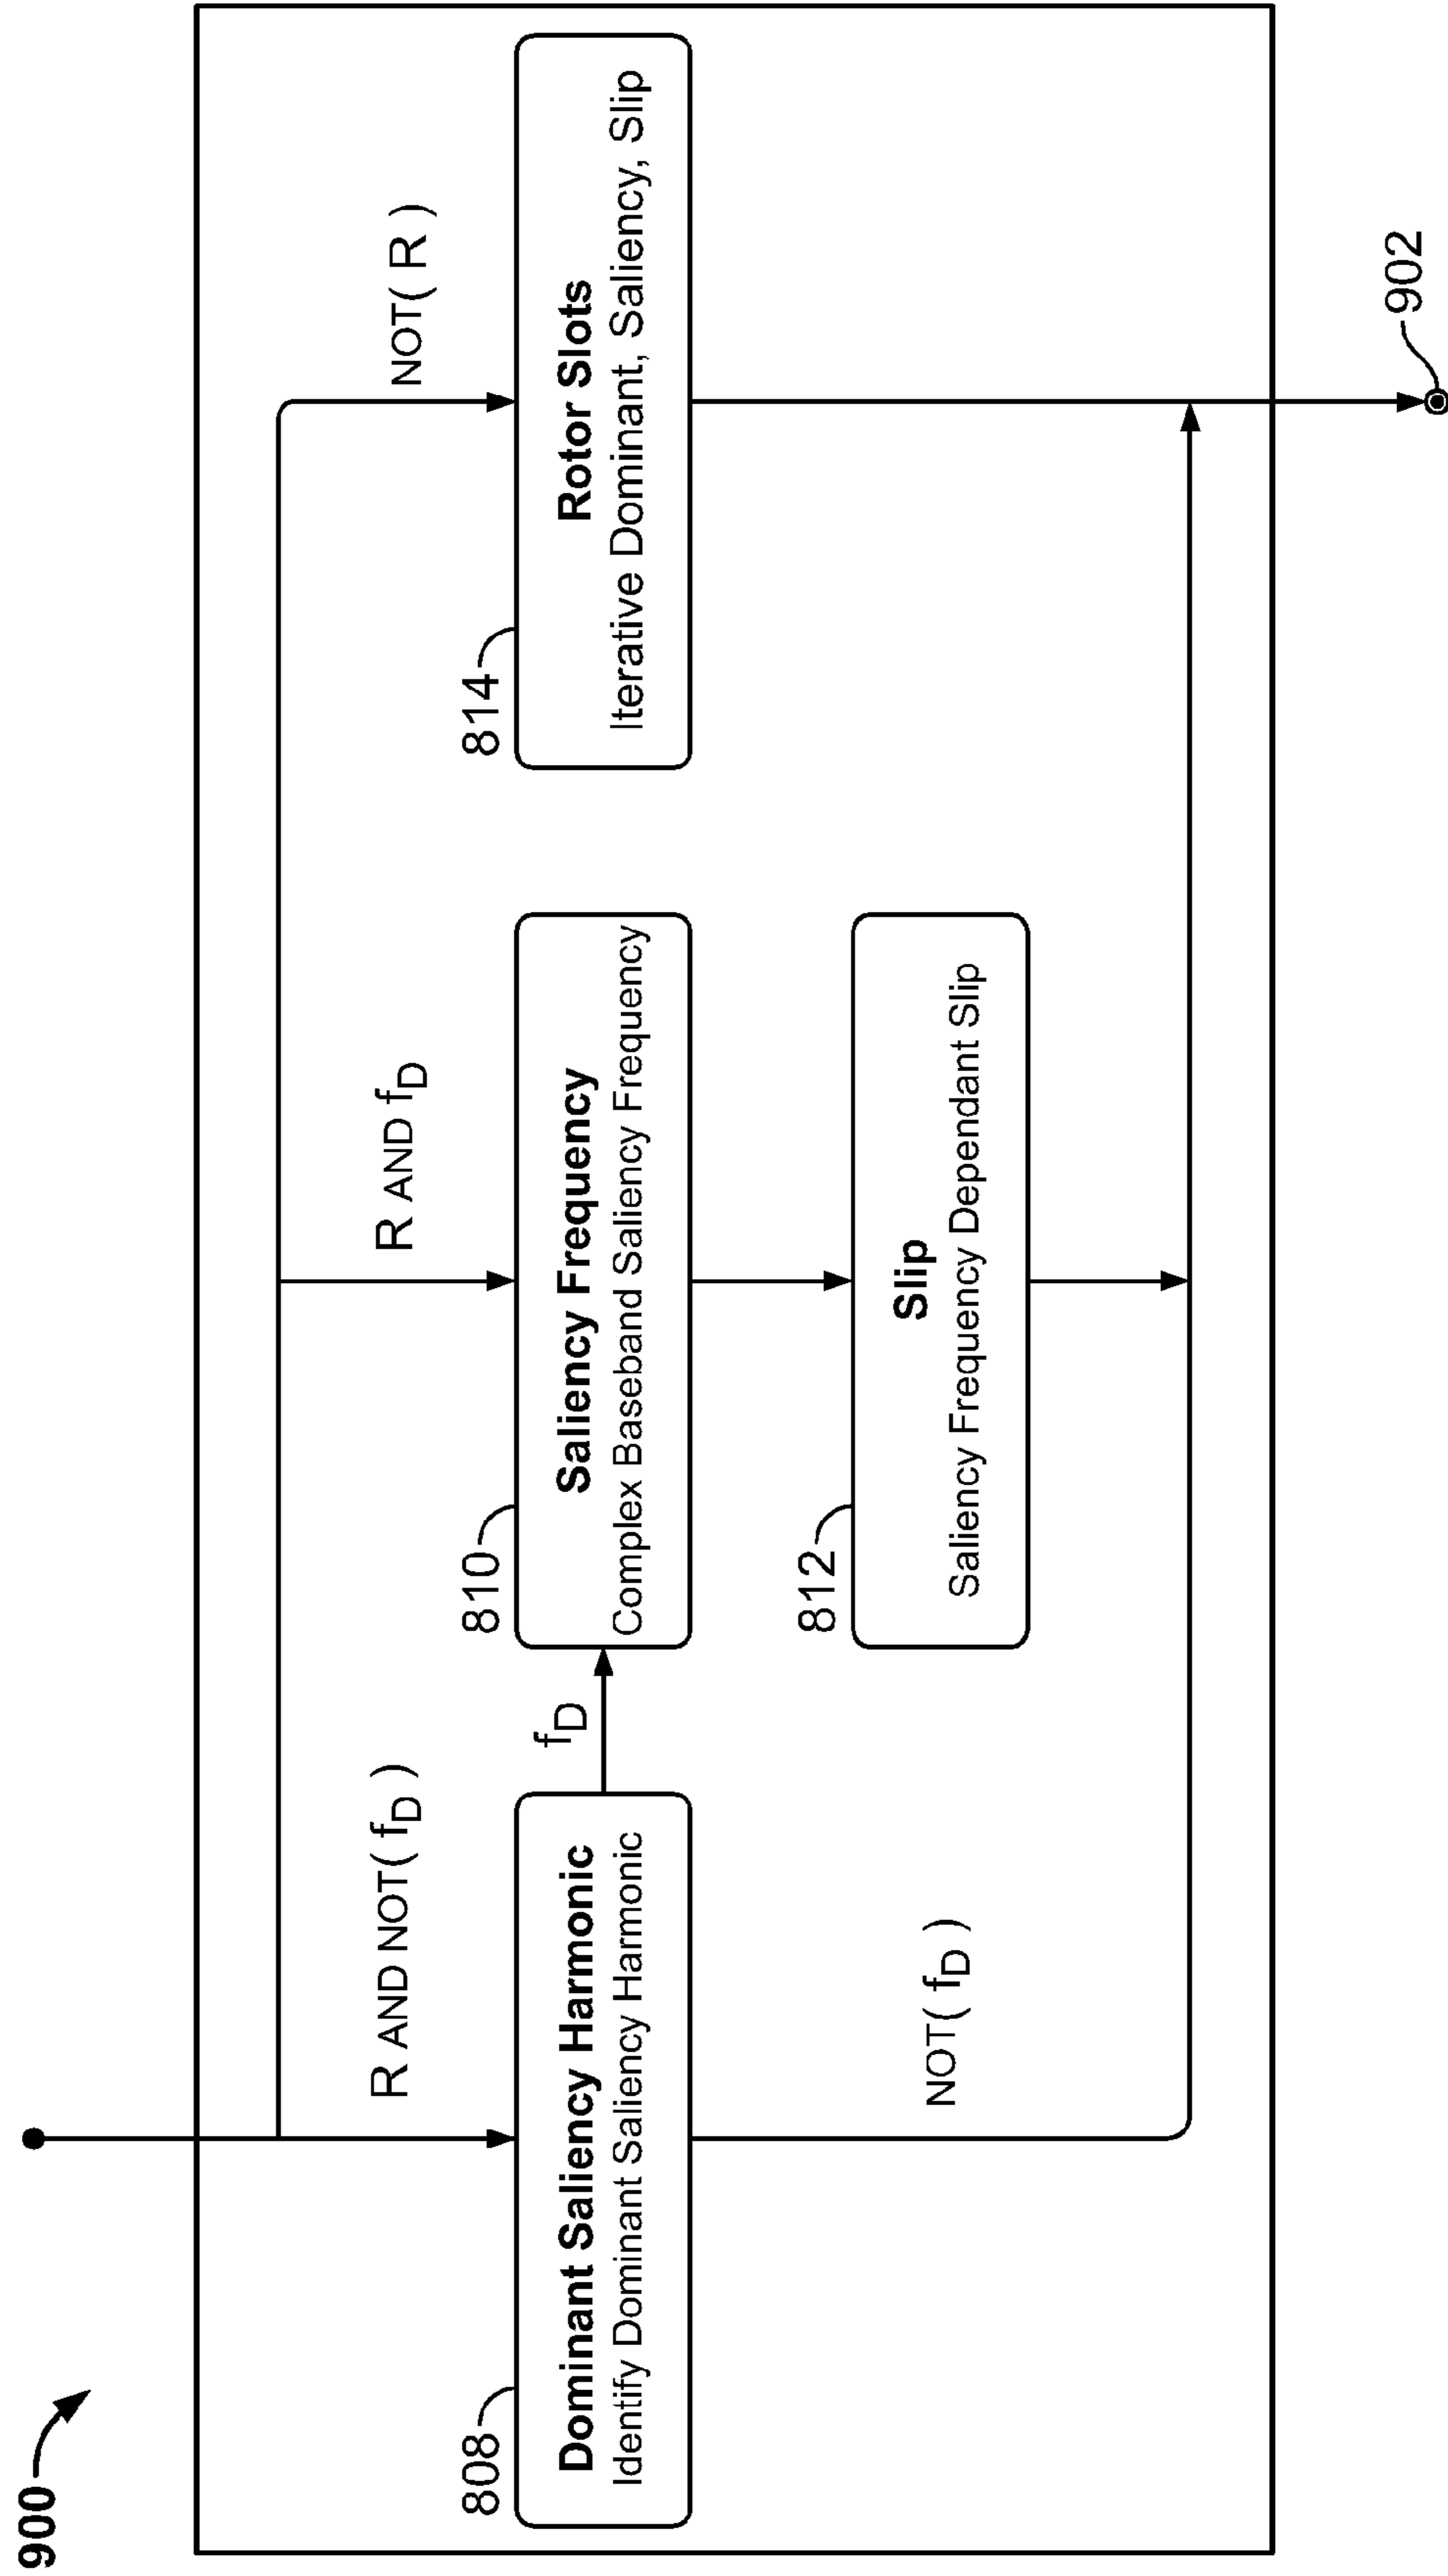 900
R AND NOT( fD )
R AND fD
NOT( R )
808
Dominant Saliency Harmonic
Identify Dominant Saliency Harmonic
fD
810
Saliency Frequency
Complex Baseband Saliency Frequency
814
Rotor Slots
Iterative Dominant, Saliency, Slip
812
Slip
Saliency Frequency Dependant Slip
NOT( fD )
902